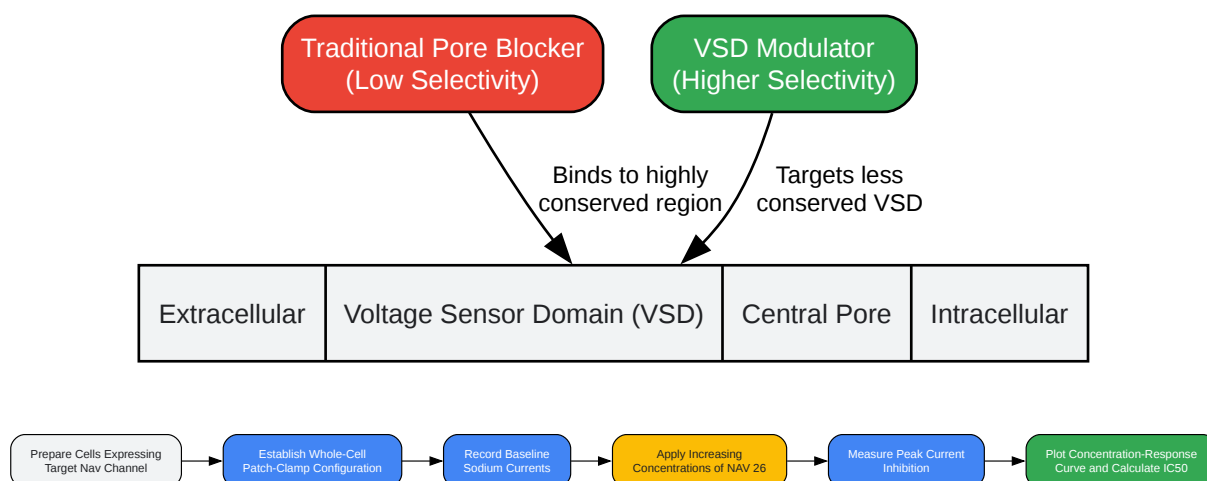 Traditional Pore Blocker
(Low Selectivity)
VSD Modulator
(Higher Selectivity)
Binds to highly
conserved region
Targets less
conserved VSD
Extracellular
Voltage Sensor Domain (VSD)
Central Pore
Intracellular
Prepare Cells Expressing
Target Nav Channel
Establish Whole-Cell
Patch-Clamp Configuration
Record Baseline
Sodium Currents
Apply Increasing
Concentrations of NAV 26
Measure Peak Current
Inhibition
Plot Concentration-Response
Curve and Calculate IC50